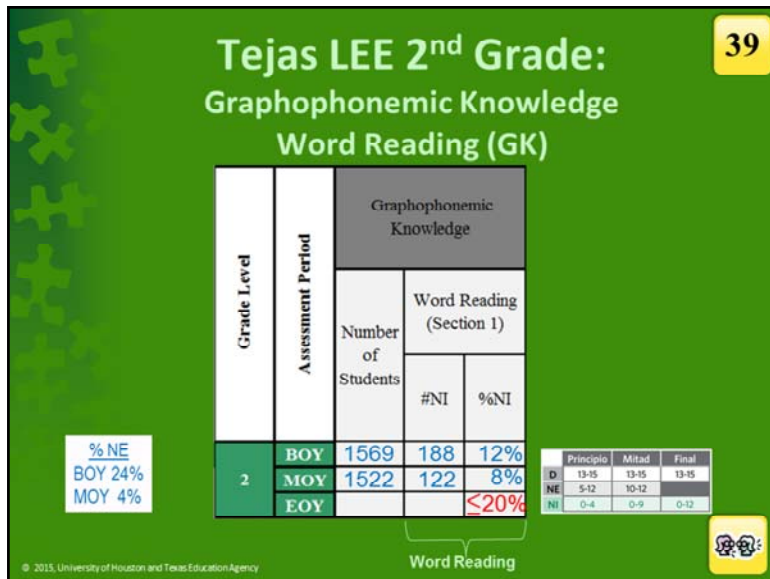 39
Tejas LEE 2nd Grade:
Graphophonemic Knowledge
Word Reading (GK)
Grade Level
Assessment Period
Graphophonemic
Knowledge
Number
of
Students
Word Reading
(Section 1)
#NI
%NI
2
BOY 1569 188 12%
MOY 1522 122 8%
EOY ≤20%
% NE
BOY 24%
MOY 4%
Principio Mitad Final
D 13-15 13-15 13-15
NE 5-12 10-12
NI 0-4 0-9 0-12
Word Reading
© 2015, University of Houston and Texas Education Agency